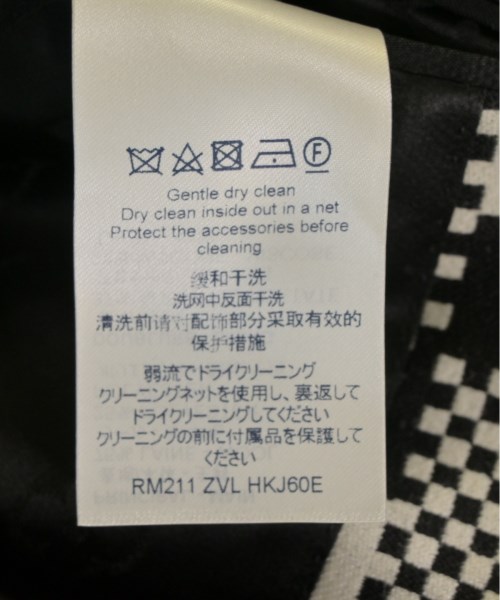 F
Gentle dry clean
Dry clean inside out in a net
Protect the accessories before
cleaning
缓和干洗
洗网中反面干洗
清洗前请对配饰部分采取有效的
保护措施
弱流でドライクリーニング
クリーニングネットを使用し、裏返して
ドライクリーニングしてください
クリーニングの前に付属品を保護して
ください
RM211 ZVL HKJ60E